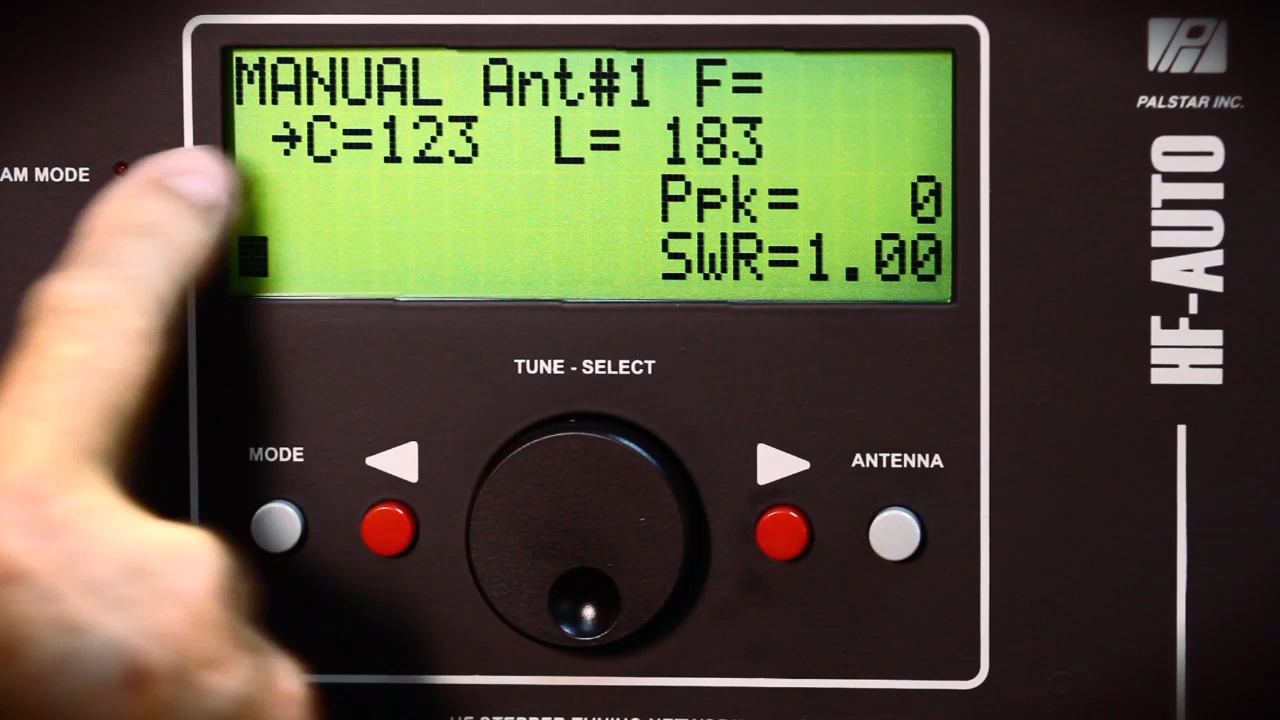 MANUAL Ant#1 F=
→C=123 L= 183
Ppk= 0
SWR=1.00
AM MODE
TUNE - SELECT
MODE
ANTENNA
PALSTAR INC.
HF-AUTO